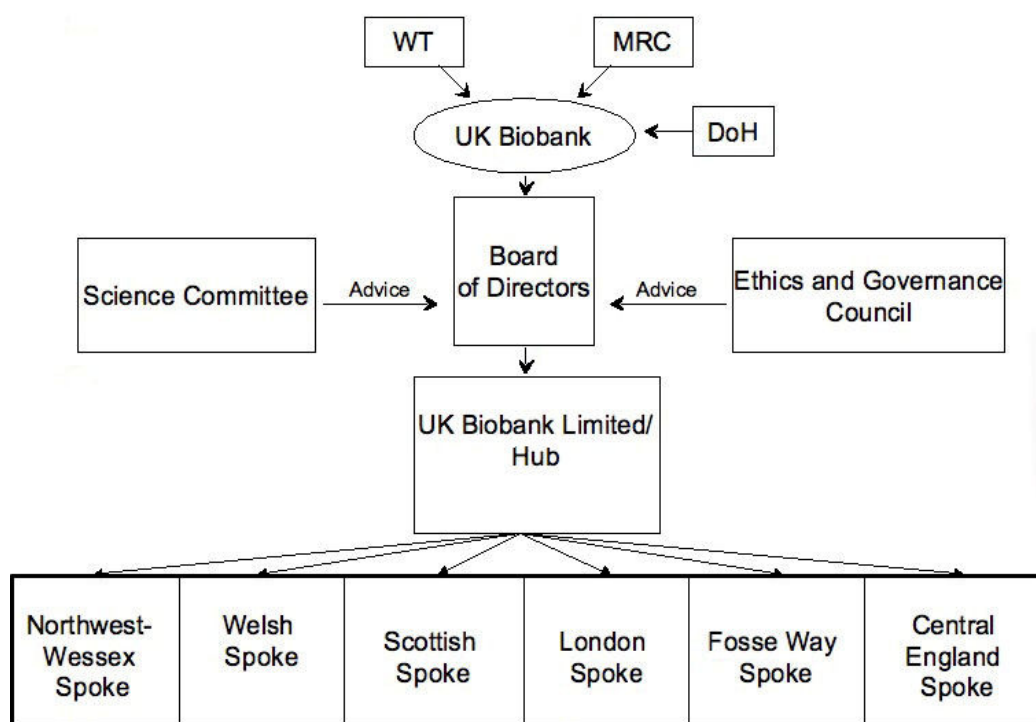 WT
MRC
UK Biobank
DoH
Board
of Directors
Science Committee
Advice
Advice
Ethics and Governance
Council
UK Biobank Limited/
Hub
Northwest-
Wessex
Spoke
Welsh
Spoke
Scottish
Spoke
London
Spoke
Fosse Way
Spoke
Central
England
Spoke